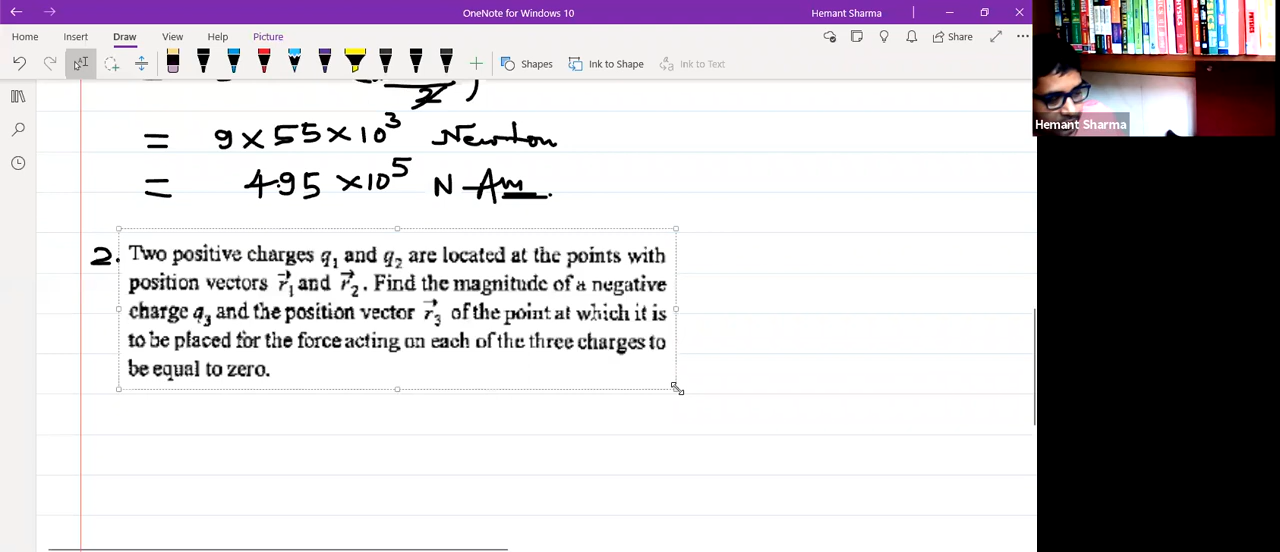 OneNote for Windows 10
Hemant Sharma
Home Insert Draw View Help Picture
Share
Shapes
Ink to Shape
Ink to Text
Hemant Sharma
2
= 9 × 55 × 10³ Newton
= 4.95 × 10⁵ N Am.
2. Two positive charges q₁ and q₂ are located at the points with
position vectors r⃗₁ and r⃗₂. Find the magnitude of a negative
charge q₃ and the position vector r⃗₃ of the point at which it is
to be placed for the force acting on each of the three charges to
be equal to zero.